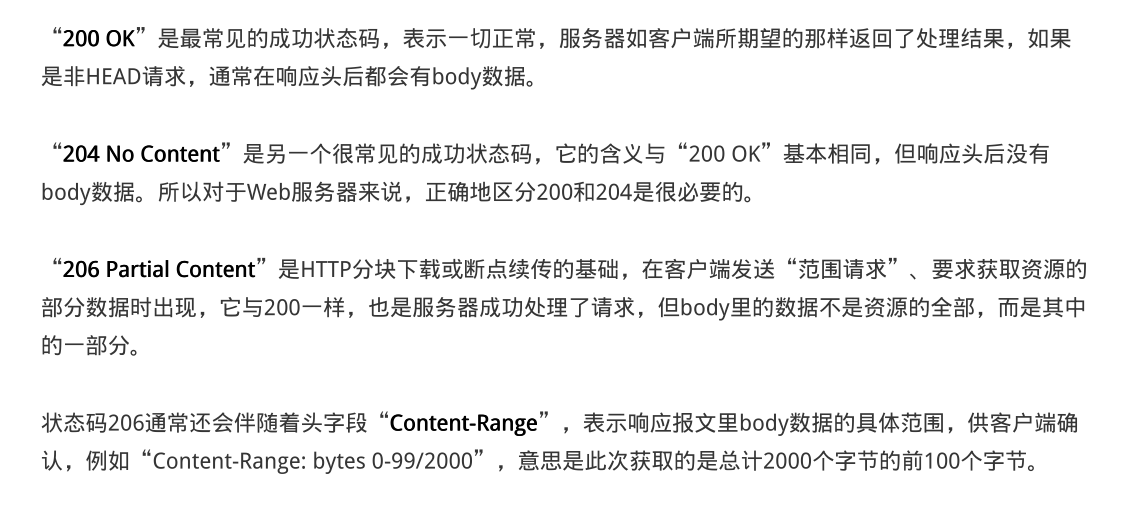 “200 OK”是最常见的成功状态码，表示一切正常，服务器如客户端所期望的那样返回了处理结果，如果
是非HEAD请求，通常在响应头后都会有body数据。
“204 No Content”是另一个很常见的成功状态码，它的含义与“200 OK”基本相同，但响应头后没有
body数据。所以对于Web服务器来说，正确地区分200和204是很必要的。
“206 Partial Content”是HTTP分块下载或断点续传的基础，在客户端发送“范围请求”、要求获取资源的
部分数据时出现，它与200一样，也是服务器成功处理了请求，但body里的数据不是资源的全部，而是其中
的一部分。
状态码206通常还会伴随着头字段“Content-Range”，表示响应报文里body数据的具体范围，供客户端确
认，例如“Content-Range: bytes 0-99/2000”，意思是此次获取的是总计2000个字节的前100个字节。